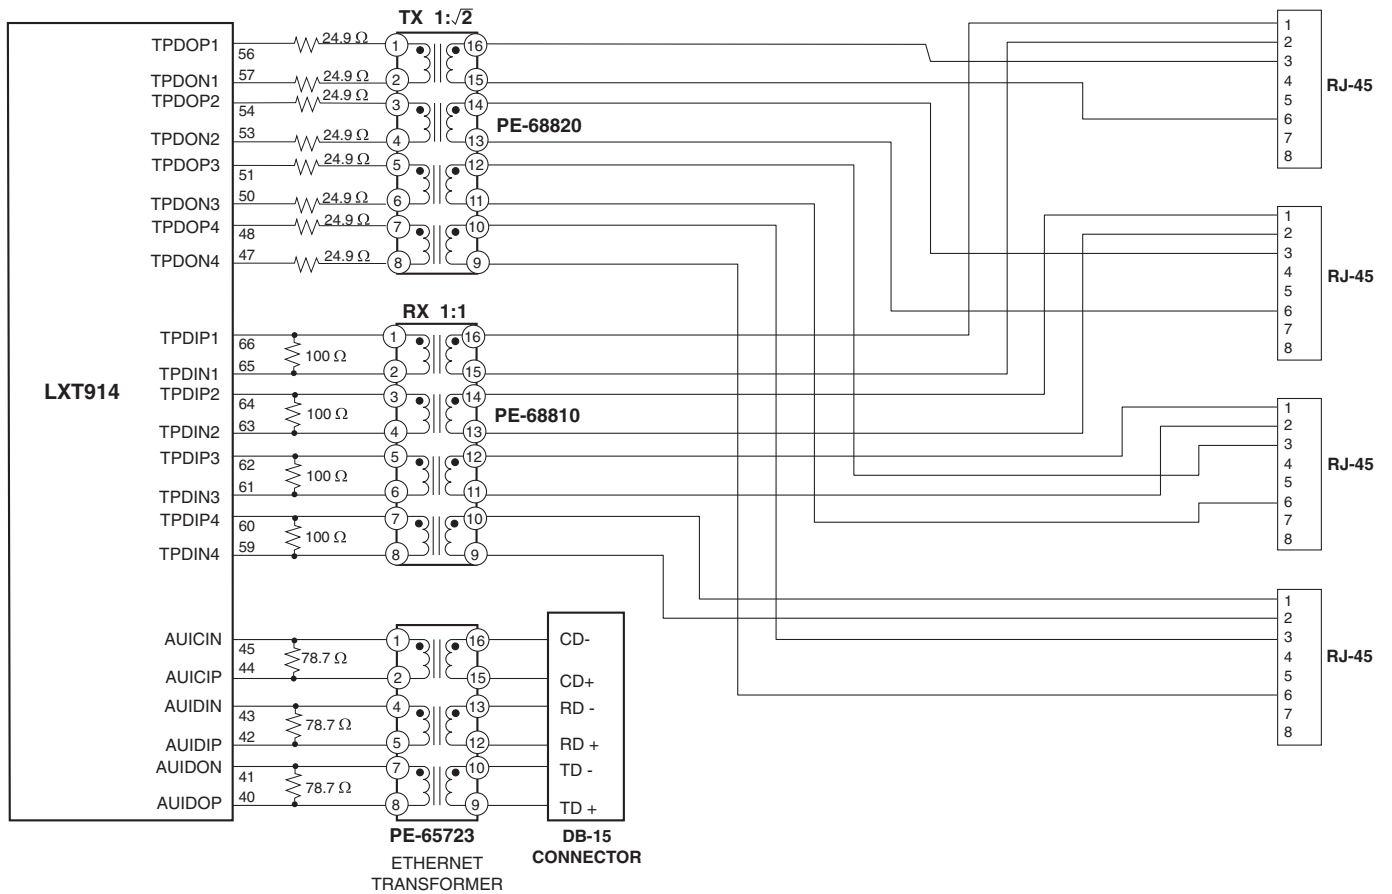 TX 1:√2
TPDOP1 56 24.9 Ω 1 16
TPDON1 57 24.9 Ω 2 15
TPDOP2 54 24.9 Ω 3 14
PE-68820
TPDON2 53 24.9 Ω 4 13
TPDOP3 51 24.9 Ω 5 12
TPDON3 50 24.9 Ω 6 11
TPDOP4 48 24.9 Ω 7 10
TPDON4 47 24.9 Ω 8 9
RX 1:1
TPDIP1 66 1 16
100 Ω
TPDIN1 65 2 15
LXT914
TPDIP2 64 3 14
100 Ω
PE-68810
TPDIN2 63 4 13
TPDIP3 62 5 12
100 Ω
TPDIN3 61 6 11
TPDIP4 60 7 10
100 Ω
TPDIN4 59 8 9
AUICIN 45 1 16 CD-
78.7 Ω
AUICIP 44 2 15 CD+
AUIDIN 43 4 13 RD -
78.7 Ω
AUIDIP 42 5 12 RD +
AUIDON 41 7 10 TD -
78.7 Ω
AUIDOP 40 8 9 TD +
PE-65723
ETHERNET
TRANSFORMER
DB-15
CONNECTOR
1
2
3
4
5
6
7
8
RJ-45
1
2
3
4
5
6
7
8
RJ-45
1
2
3
4
5
6
7
8
RJ-45
1
2
3
4
5
6
7
8
RJ-45